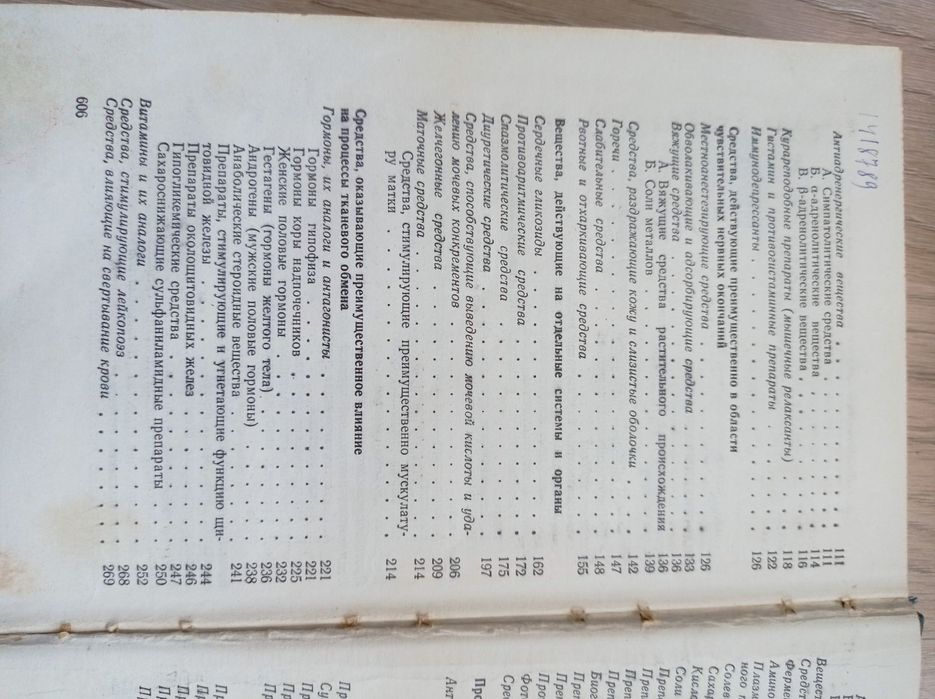 Антиадренергические вещества 111
А. Симпатолитические средства 111
Б. α-адренолитические вещества 114
В. β-адренолитические вещества 116
Курареподобные препараты (мышечные релаксанты) 118
Гистамин и противогистаминные препараты 122
Иммунодепрессанты 126
Средства, действующие преимущественно в области
чувствительных нервных окончаний
Местноанестезирующие средства 126
Обволакивающие и адсорбирующие средства 133
Вяжущие средства 136
А. Вяжущие средства растительного происхождения 136
Б. Соли металлов 139
Средства, раздражающие кожу и слизистые оболочки 142
Горечи 147
Слабительные средства 148
Рвотные и отхаркивающие средства 155
Вещества, действующие на отдельные системы и органы
Сердечные гликозиды 162
Противоаритмические средства 172
Спазмолитические средства 175
Диуретические средства 197
Средства, способствующие выведению мочевой кислоты и уда-
лению мочевых конкрементов 206
Желчегонные средства 209
Маточные средства 214
Средства, стимулирующие преимущественно мускулату-
ру матки 214
Средства, оказывающие преимущественное влияние
на процессы тканевого обмена
Гормоны, их аналоги и антагонисты 221
Гормоны гипофиза 221
Гормоны коры надпочечников 225
Женские половые гормоны 232
Гестагены (гормоны желтого тела) 236
Андрогены (мужские половые гормоны) 238
Анаболические стероидные вещества 241
Препараты, стимулирующие и угнетающие функцию щи-
товидной железы 244
Препараты околощитовидных желез 246
Гипогликемические средства 247
Сахароснижающие сульфаниламидные препараты 250
Витамины и их аналоги 252
Средства, стимулирующие лейкопоэз 268
Средства, влияющие на свертывание крови 269
606